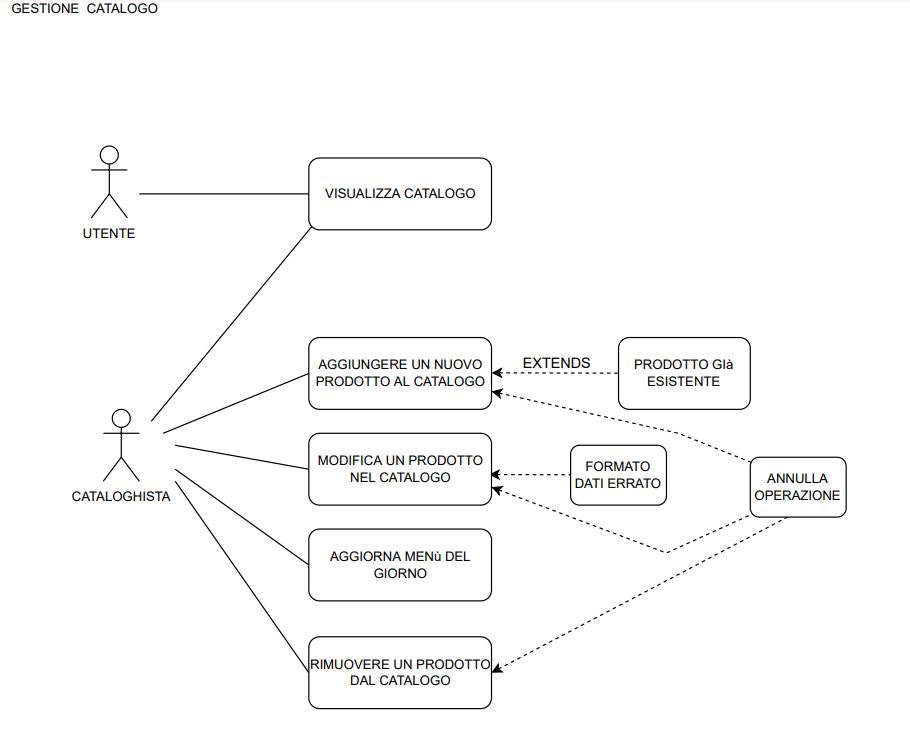 GESTIONE CATALOGO
UTENTE
VISUALIZZA CATALOGO
CATALOGHISTA
AGGIUNGERE UN NUOVO
PRODOTTO AL CATALOGO
EXTENDS
PRODOTTO GIà
ESISTENTE
MODIFICA UN PRODOTTO
NEL CATALOGO
FORMATO
DATI ERRATO
ANNULLA
OPERAZIONE
AGGIORNA MENù DEL
GIORNO
RIMUOVERE UN PRODOTTO
DAL CATALOGO